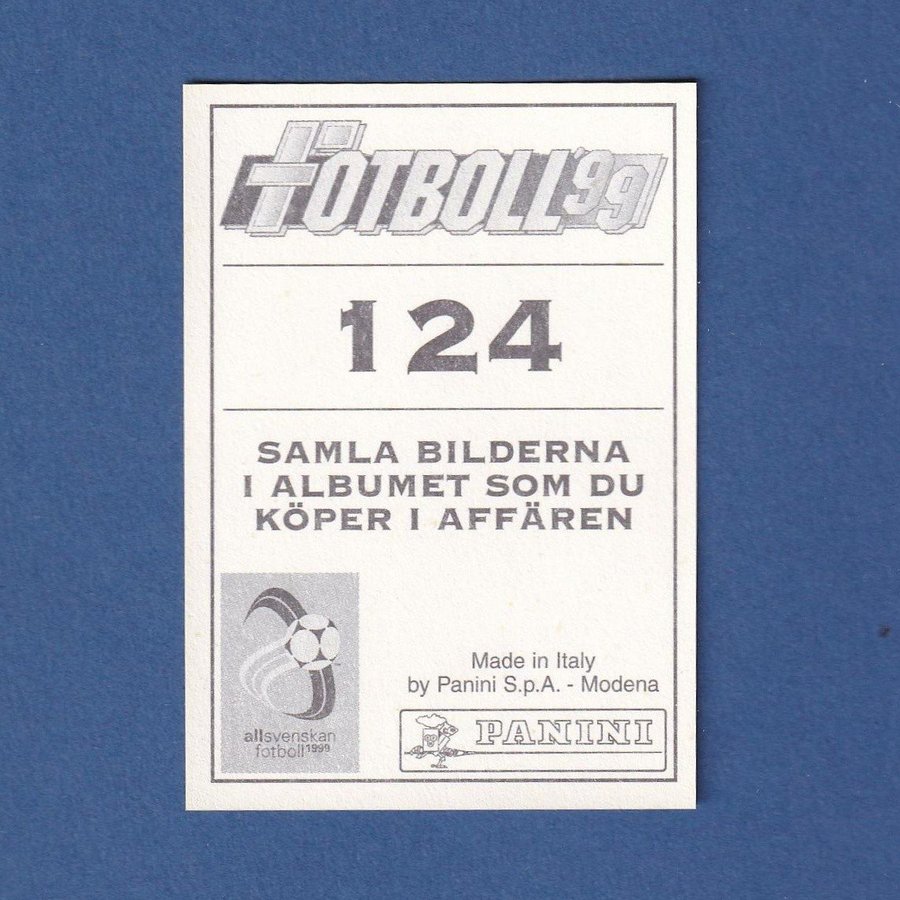 FOTBOLL'99
124
SAMLA BILDERNA
I ALBUMET SOM DU
KÖPER I AFFÄREN
allsvenskan
fotboll1999
Made in Italy
by Panini S.p.A. - Modena
PANINI